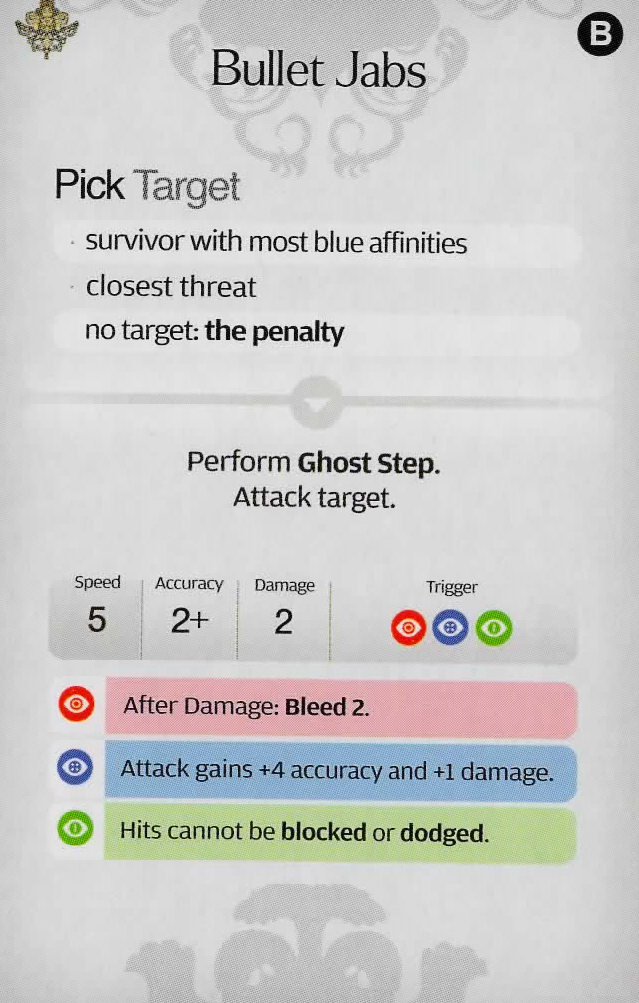 B
Bullet Jabs
Pick Target
· survivor with most blue affinities
· closest threat
no target: the penalty
Perform Ghost Step.
Attack target.
Speed Accuracy Damage Trigger
5 2+ 2
After Damage: Bleed 2.
Attack gains +4 accuracy and +1 damage.
Hits cannot be blocked or dodged.